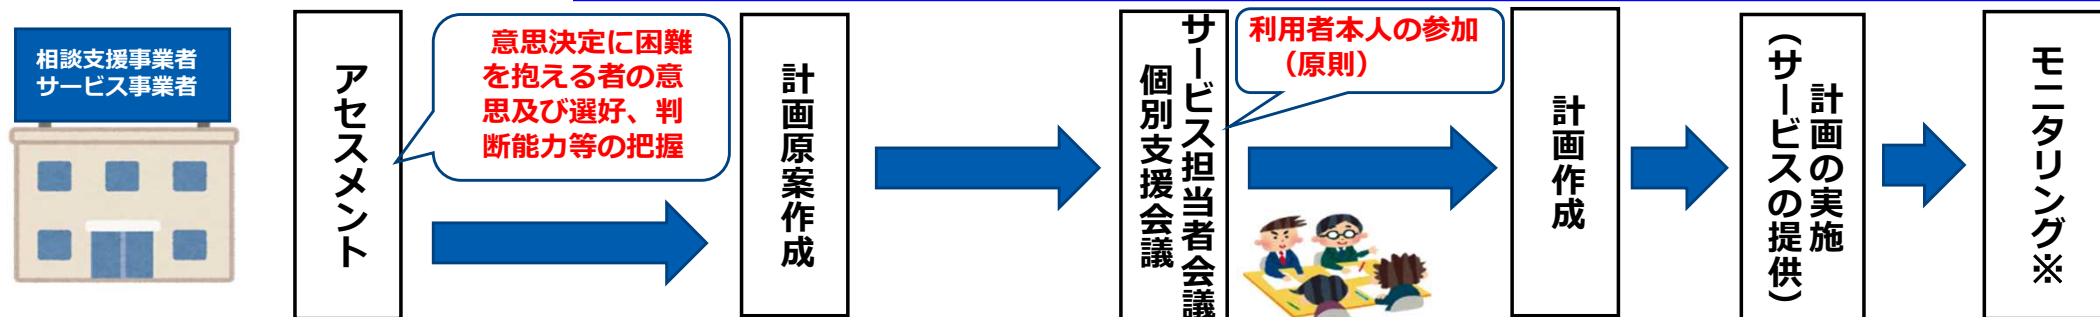 相談支援事業者
サービス事業者
アセスメント
意思決定に困難
を抱える者の意
思及び選好、判
断能力等の把握
計画原案作成
サービス担当者会議
個別支援会議
利用者本人の参加
（原則）
計画作成
計画の実施
（サービスの提供）
モニタリング※